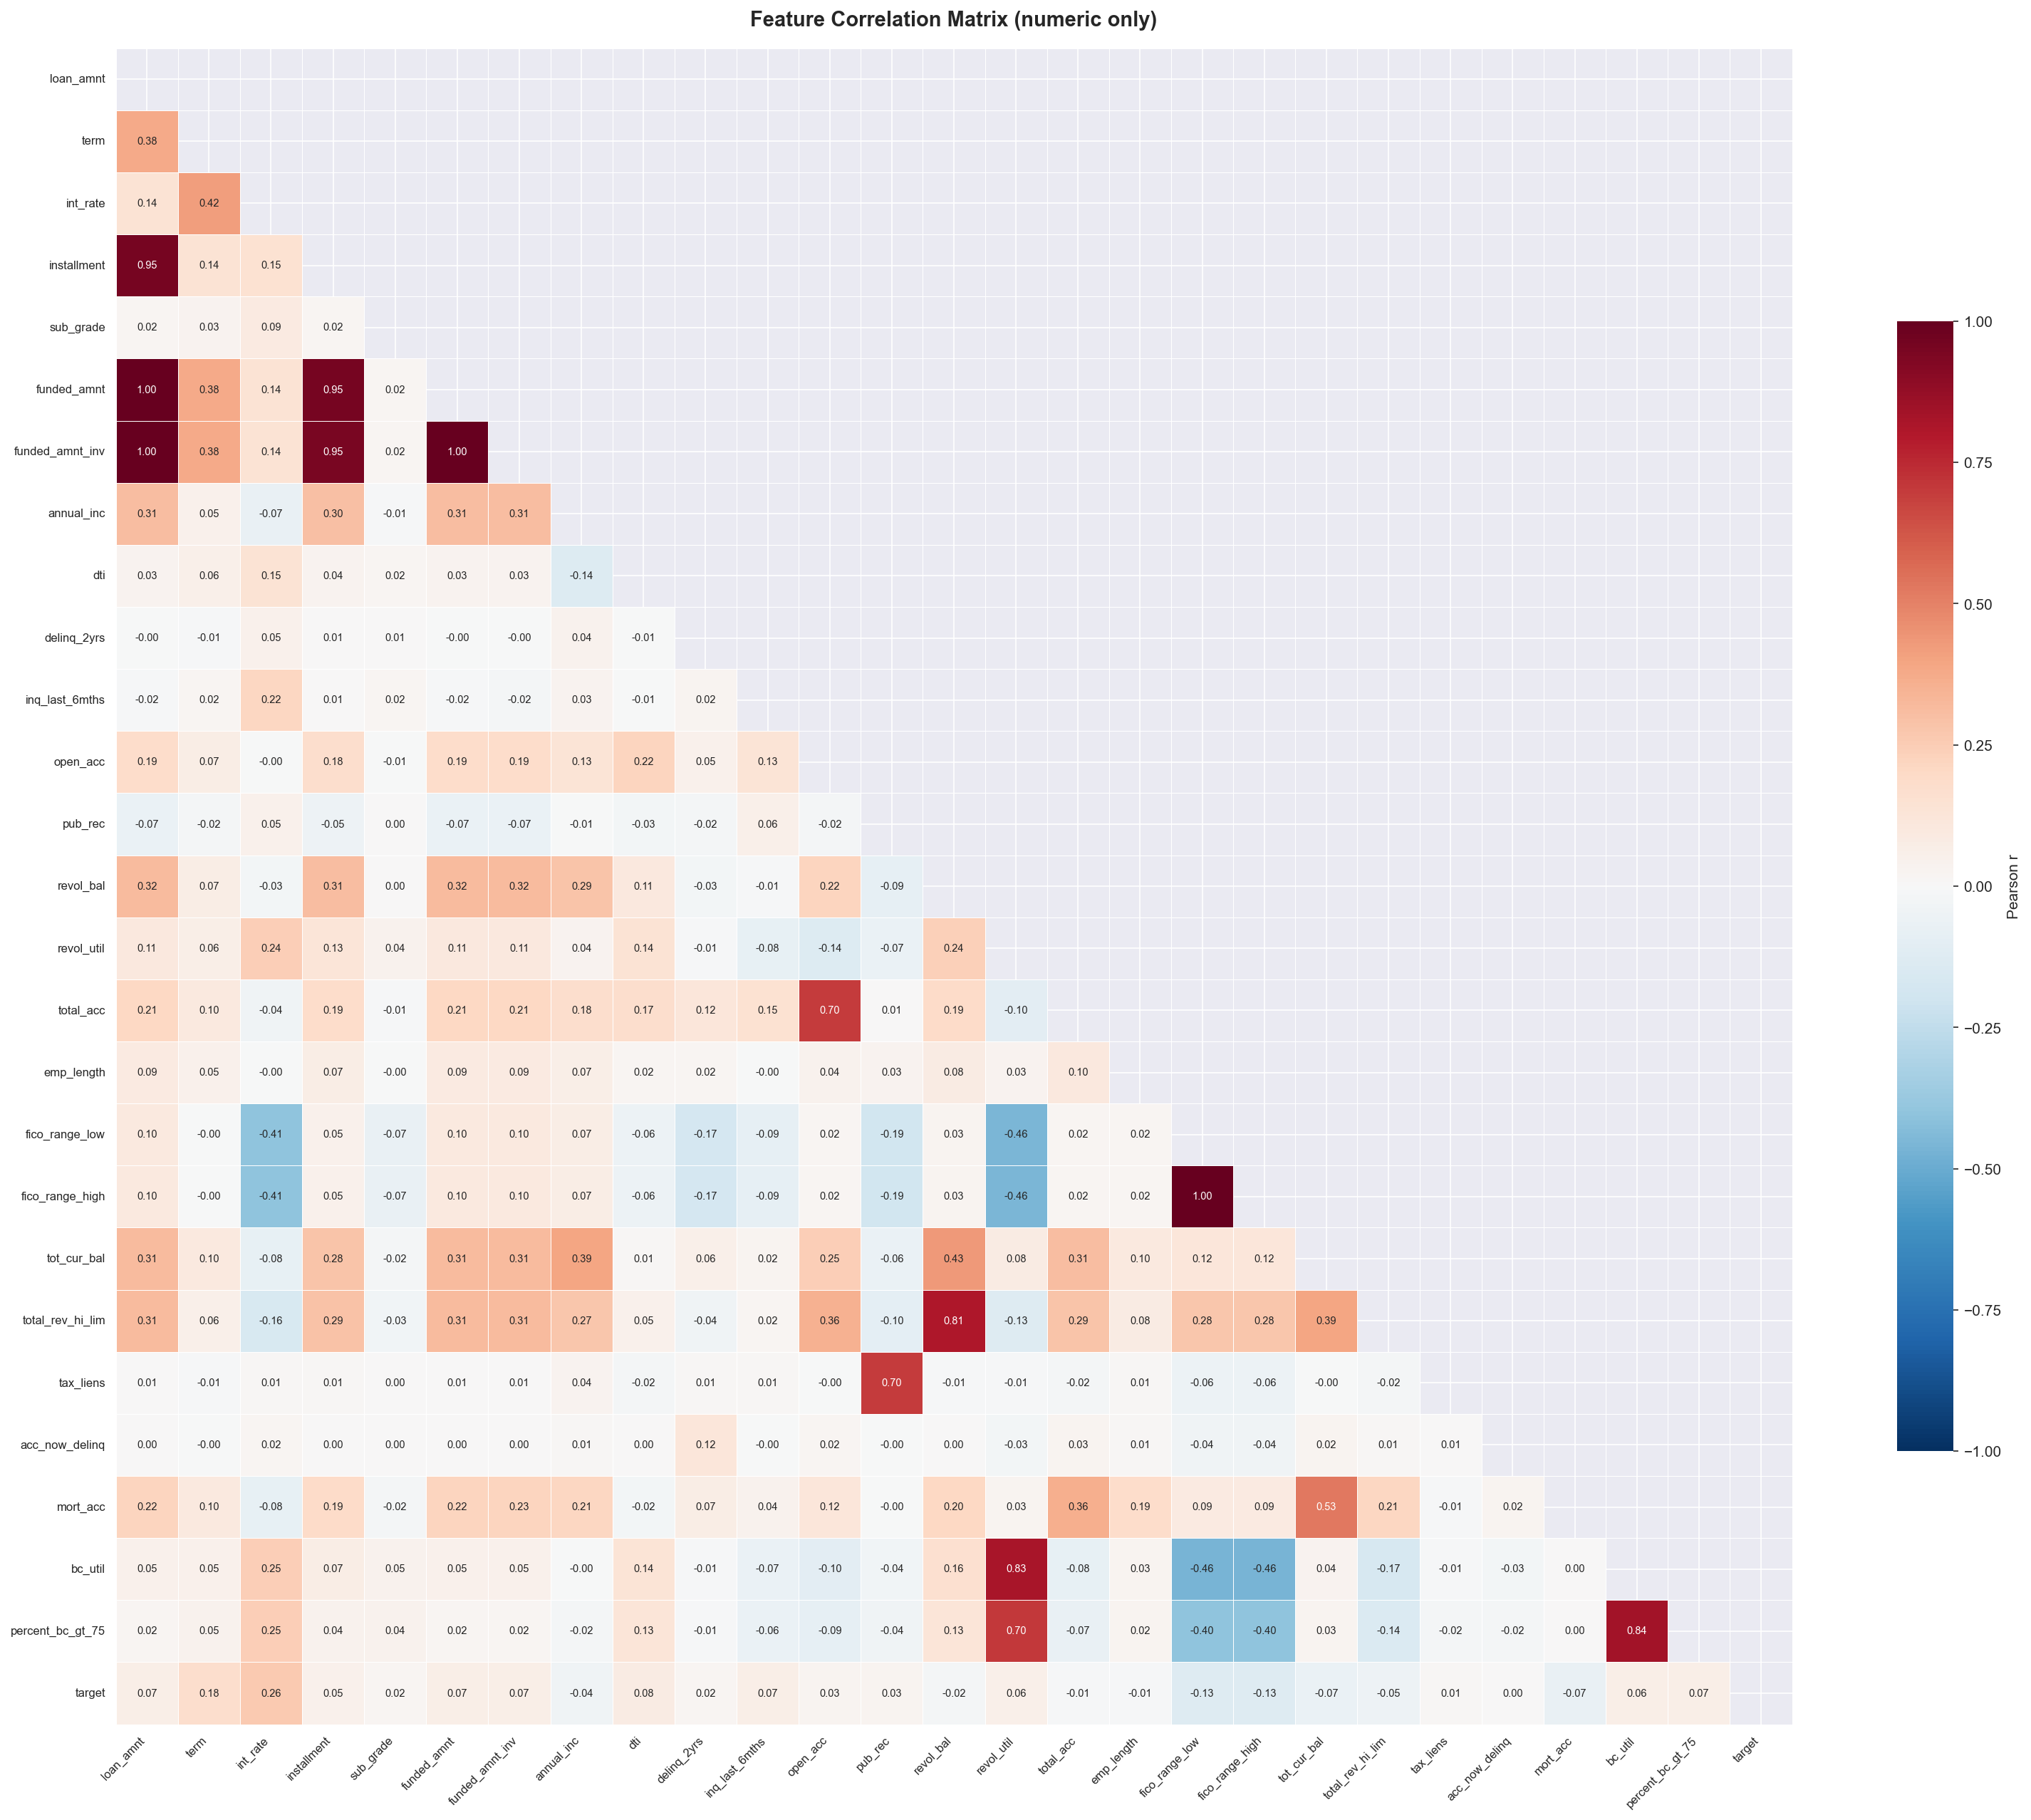 Feature Correlation Matrix (numeric only)
loan_amnt
term 0.38
int_rate 0.14 0.42
installment 0.95 0.14 0.15
sub_grade 0.02 0.03 0.09 0.02
funded_amnt 1.00 0.38 0.14 0.95 0.02
funded_amnt_inv 1.00 0.38 0.14 0.95 0.02 1.00
annual_inc 0.31 0.05 -0.07 0.30 -0.01 0.31 0.31
dti 0.03 0.06 0.15 0.04 0.02 0.03 0.03 -0.14
delinq_2yrs -0.00 -0.01 0.05 0.01 0.01 -0.00 -0.00 0.04 -0.01
inq_last_6mths -0.02 0.02 0.22 0.01 0.02 -0.02 -0.02 0.03 -0.01 0.02
open_acc 0.19 0.07 -0.00 0.18 -0.01 0.19 0.19 0.13 0.22 0.05 0.13
pub_rec -0.07 -0.02 0.05 -0.05 0.00 -0.07 -0.07 -0.01 -0.03 -0.02 0.06 -0.02
revol_bal 0.32 0.07 -0.03 0.31 0.00 0.32 0.32 0.29 0.11 -0.03 -0.01 0.22 -0.09
revol_util 0.11 0.06 0.24 0.13 0.04 0.11 0.11 0.04 0.14 -0.01 -0.08 -0.14 -0.07 0.24
total_acc 0.21 0.10 -0.04 0.19 -0.01 0.21 0.21 0.18 0.17 0.12 0.15 0.70 0.01 0.19 -0.10
emp_length 0.09 0.05 -0.00 0.07 -0.00 0.09 0.09 0.07 0.02 0.02 -0.00 0.04 0.03 0.08 0.03 0.10
fico_range_low 0.10 -0.00 -0.41 0.05 -0.07 0.10 0.10 0.07 -0.06 -0.17 -0.09 0.02 -0.19 0.03 -0.46 0.02 0.02
fico_range_high 0.10 -0.00 -0.41 0.05 -0.07 0.10 0.10 0.07 -0.06 -0.17 -0.09 0.02 -0.19 0.03 -0.46 0.02 0.02 1.00
tot_cur_bal 0.31 0.10 -0.08 0.28 -0.02 0.31 0.31 0.39 0.01 0.06 0.02 0.25 -0.06 0.43 0.08 0.31 0.10 0.12 0.12
total_rev_hi_lim 0.31 0.06 -0.16 0.29 -0.03 0.31 0.31 0.27 0.05 -0.04 0.02 0.36 -0.10 0.81 -0.13 0.29 0.08 0.28 0.28 0.39
tax_liens 0.01 -0.01 0.01 0.01 0.00 0.01 0.01 0.04 -0.02 0.01 0.01 -0.00 0.70 -0.01 -0.01 -0.02 0.01 -0.06 -0.06 -0.00 -0.02
acc_now_delinq 0.00 -0.00 0.02 0.00 0.00 0.00 0.00 0.01 0.00 0.12 -0.00 0.02 -0.00 0.00 -0.03 0.03 0.01 -0.04 -0.04 0.02 0.01 0.01
mort_acc 0.22 0.10 -0.08 0.19 -0.02 0.22 0.23 0.21 -0.02 0.07 0.04 0.12 -0.00 0.20 0.03 0.36 0.19 0.09 0.09 0.53 0.21 -0.01 0.02
bc_util 0.05 0.05 0.25 0.07 0.05 0.05 0.05 -0.00 0.14 -0.01 -0.07 -0.10 -0.04 0.16 0.83 -0.08 0.03 -0.46 -0.46 0.04 -0.17 -0.01 -0.03 0.00
percent_bc_gt_75 0.02 0.05 0.25 0.04 0.04 0.02 0.02 -0.02 0.13 -0.01 -0.06 -0.09 -0.04 0.13 0.70 -0.07 0.02 -0.40 -0.40 0.03 -0.14 -0.02 -0.02 0.00 0.84
target 0.07 0.18 0.26 0.05 0.02 0.07 0.07 -0.04 0.08 0.02 0.07 0.03 0.03 -0.02 0.06 -0.01 -0.01 -0.13 -0.13 -0.07 -0.05 0.01 0.00 -0.07 0.06 0.07
loan_amnt term int_rate installment sub_grade funded_amnt funded_amnt_inv annual_inc dti delinq_2yrs inq_last_6mths open_acc pub_rec revol_bal revol_util total_acc emp_length fico_range_low fico_range_high tot_cur_bal total_rev_hi_lim tax_liens acc_now_delinq mort_acc bc_util percent_bc_gt_75 target
1.00
0.75
0.50
0.25
0.00
−0.25
−0.50
−0.75
−1.00
Pearson r